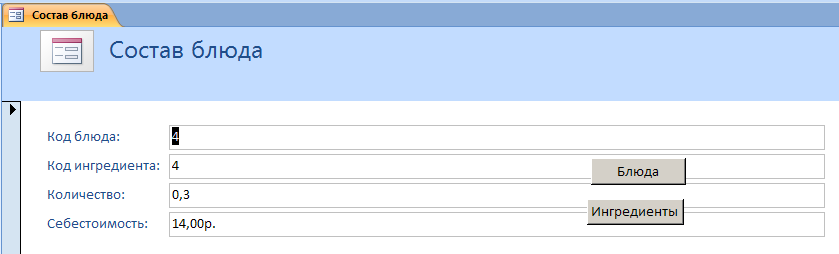 Состав блюда
Состав блюда
Код блюда: 4
Код ингредиента: 4
Блюда
Количество: 0,3
Ингредиенты
Себестоимость: 14,00р.